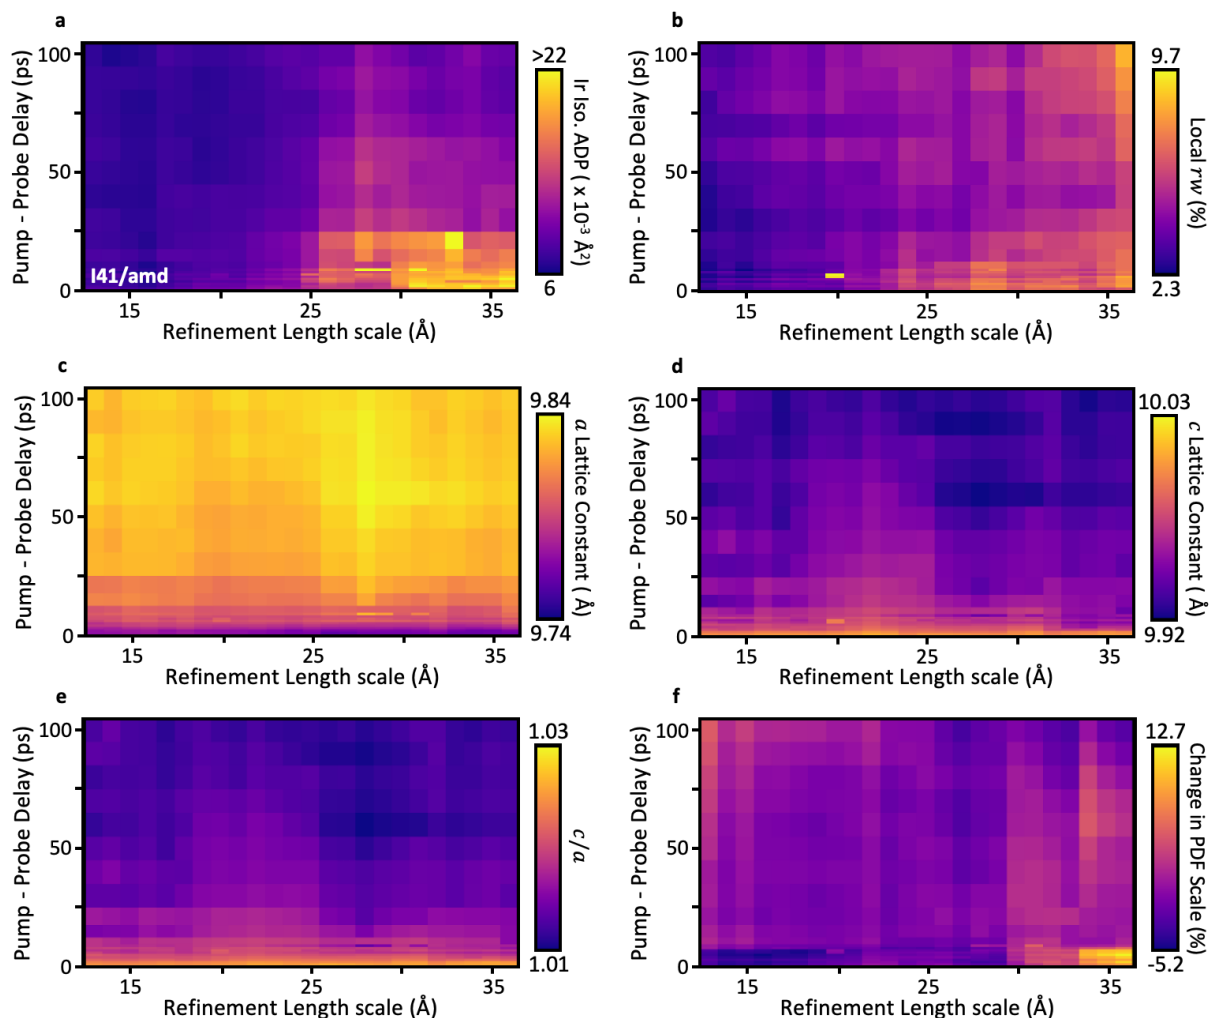 a
100
50
0
15
25
35
Pump - Probe Delay (ps)
Refinement Length scale (Å)
I41/amd
>22
6
Ir Iso. ADP ( x 10⁻³ Å²)
b
100
50
0
15
25
35
Pump - Probe Delay (ps)
Refinement Length scale (Å)
9.7
2.3
Local rw (%)
c
100
50
0
15
25
35
Pump - Probe Delay (ps)
Refinement Length scale (Å)
9.84
9.74
a Lattice Constant ( Å)
d
100
50
0
15
25
35
Pump - Probe Delay (ps)
Refinement Length scale (Å)
10.03
9.92
c Lattice Constant ( Å)
e
100
50
0
15
25
35
Pump - Probe Delay (ps)
Refinement Length scale (Å)
1.03
1.01
c/a
f
100
50
0
15
25
35
Pump - Probe Delay (ps)
Refinement Length scale (Å)
12.7
-5.2
Change in PDF Scale (%)